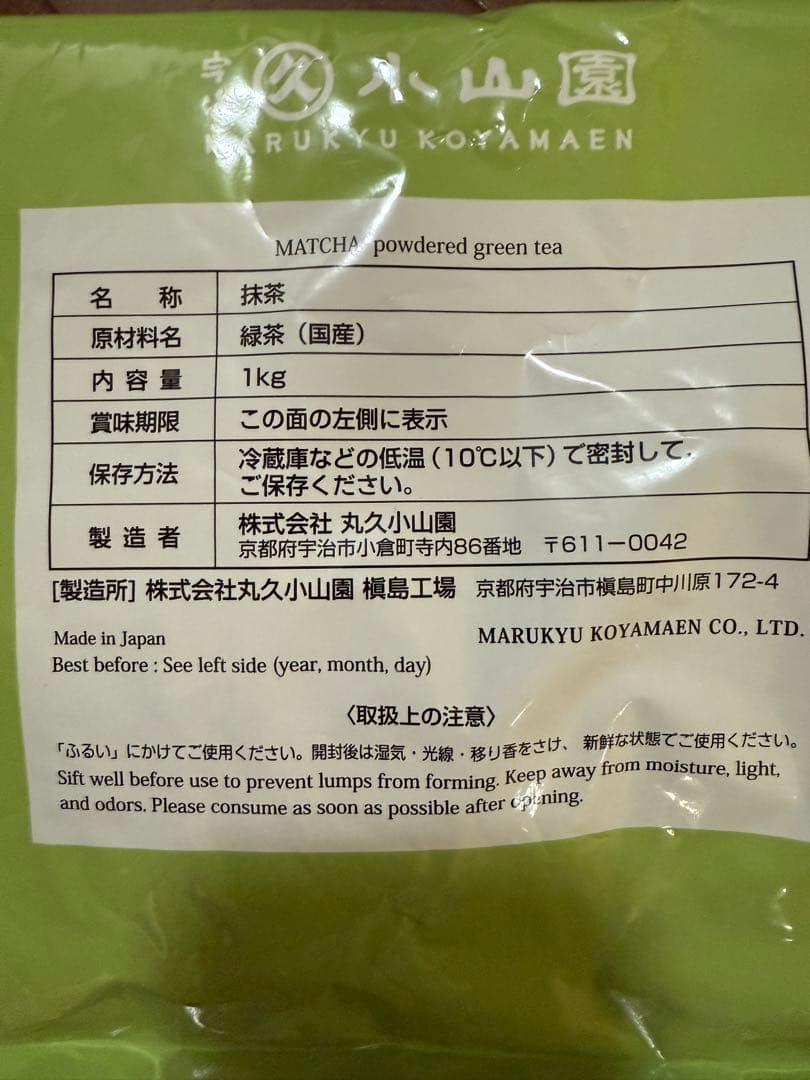 宇治 久 小山園
MARUKYU KOYAMAEN
MATCHA powdered green tea
名 称 抹茶
原材料名 緑茶（国産）
内容量 1kg
賞味期限 この面の左側に表示
保存方法 冷蔵庫などの低温（10℃以下）で密封して、
ご保存ください。
製造者 株式会社 丸久小山園
京都府宇治市小倉町寺内86番地 〒611-0042
[製造所] 株式会社丸久小山園 槇島工場 京都府宇治市槇島町中川原172-4
Made in Japan
MARUKYU KOYAMAEN CO., LTD.
Best before : See left side (year, month, day)
〈取扱上の注意〉
「ふるい」にかけてご使用ください。開封後は湿気・光線・移り香をさけ、新鮮な状態でご使用ください。
Sift well before use to prevent lumps from forming. Keep away from moisture, light,
and odors. Please consume as soon as possible after opening.